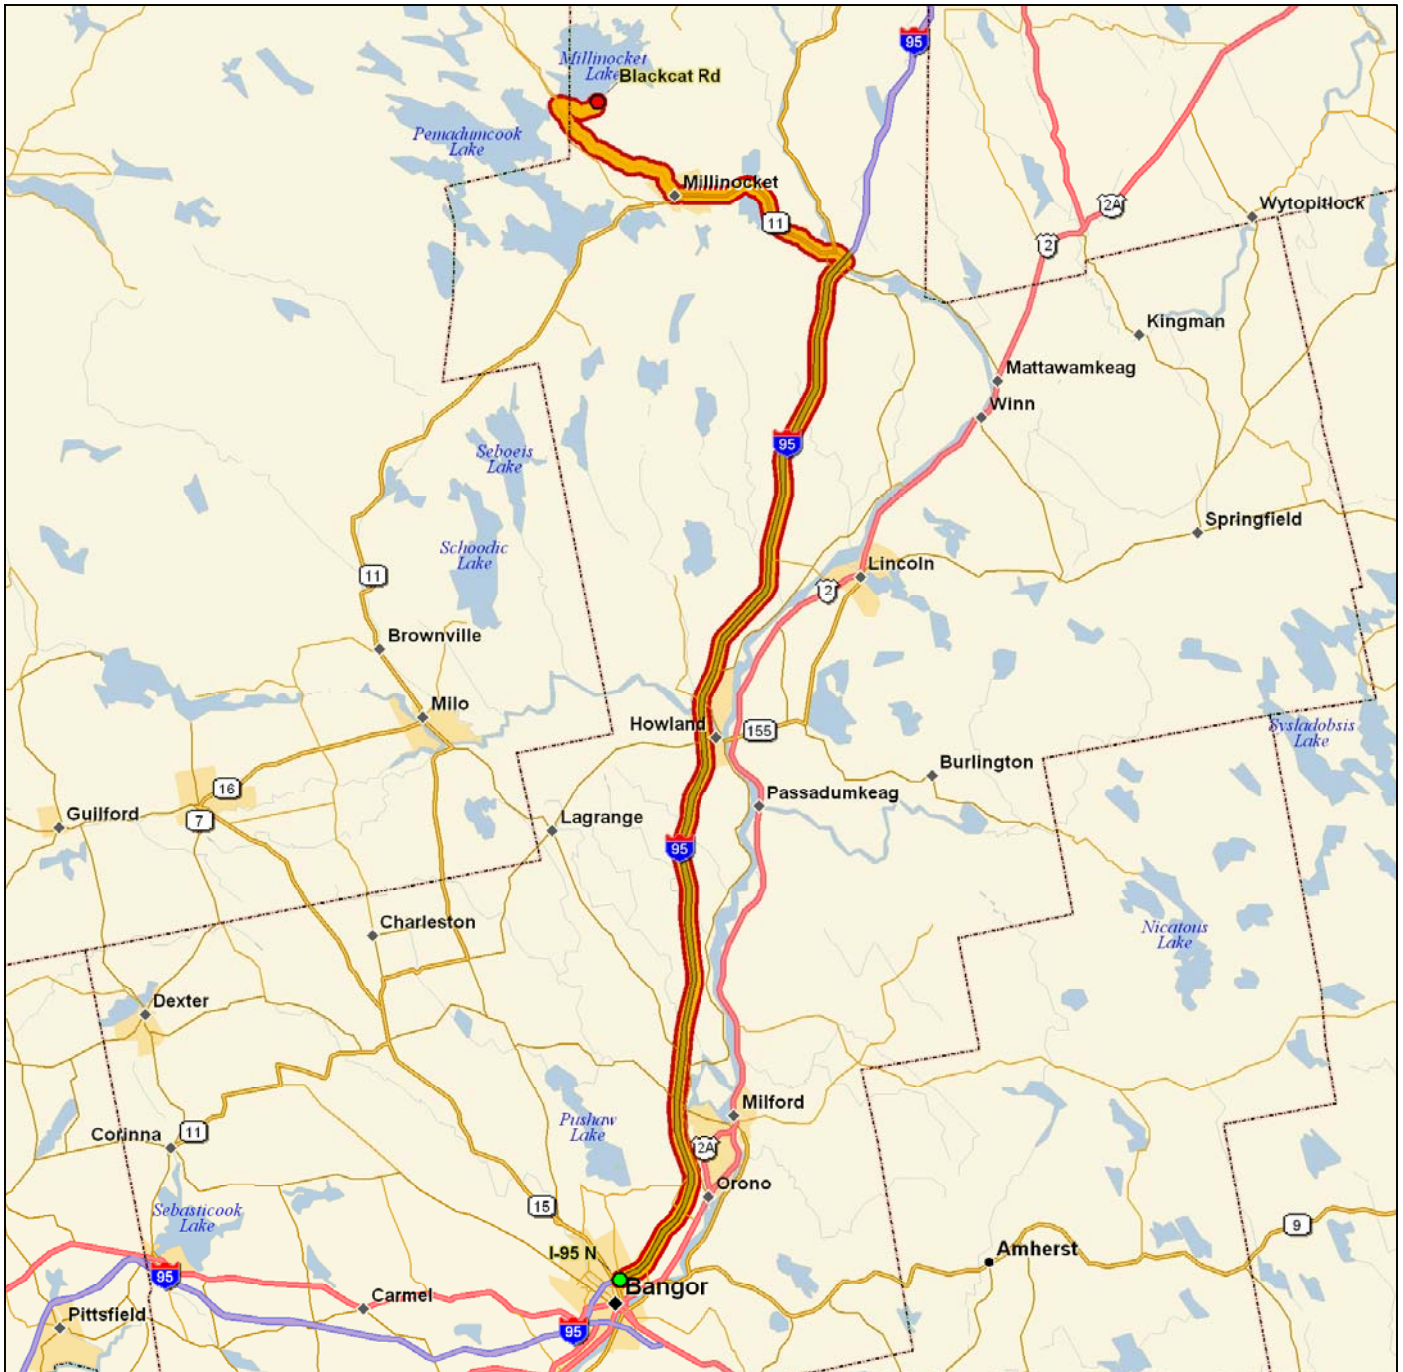 95
Millinocket
Lake
Blackcat Rd
Pemadumcook
Lake
Millinocket
11
2A
Wytopitlock
2
Kingman
Mattawamkeag
Winn
95
Seboeis
Lake
Springfield
Schoodic
Lake
Lincoln
11
2
Brownville
Milo
Howland
155
Sysladobsis
Lake
Burlington
16
Passadumkeag
Guilford
7
Lagrange
95
Charleston
Nicatous
Lake
Dexter
Milford
Pushaw
Lake
Corinna
11
2A
Orono
15
Sebasticook
Lake
9
I-95 N
Amherst
95
Bangor
Carmel
Pittsfield
95